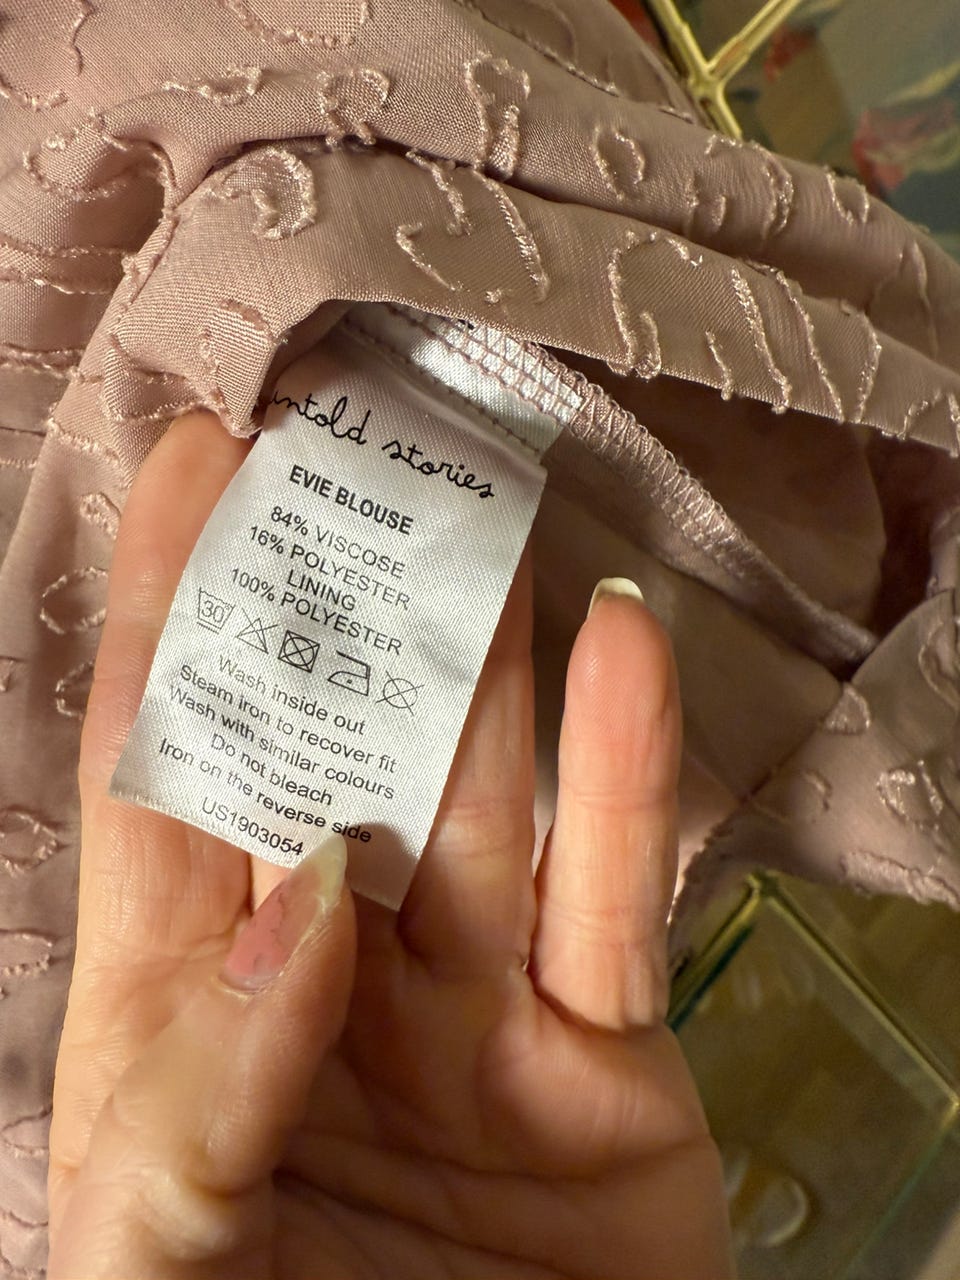 untold stories
EVIE BLOUSE
84% VISCOSE
16% POLYESTER
LINING
100% POLYESTER
30°
Wash inside out
Steam iron to recover fit
Wash with similar colours
Do not bleach
Iron on the reverse side
US1903054